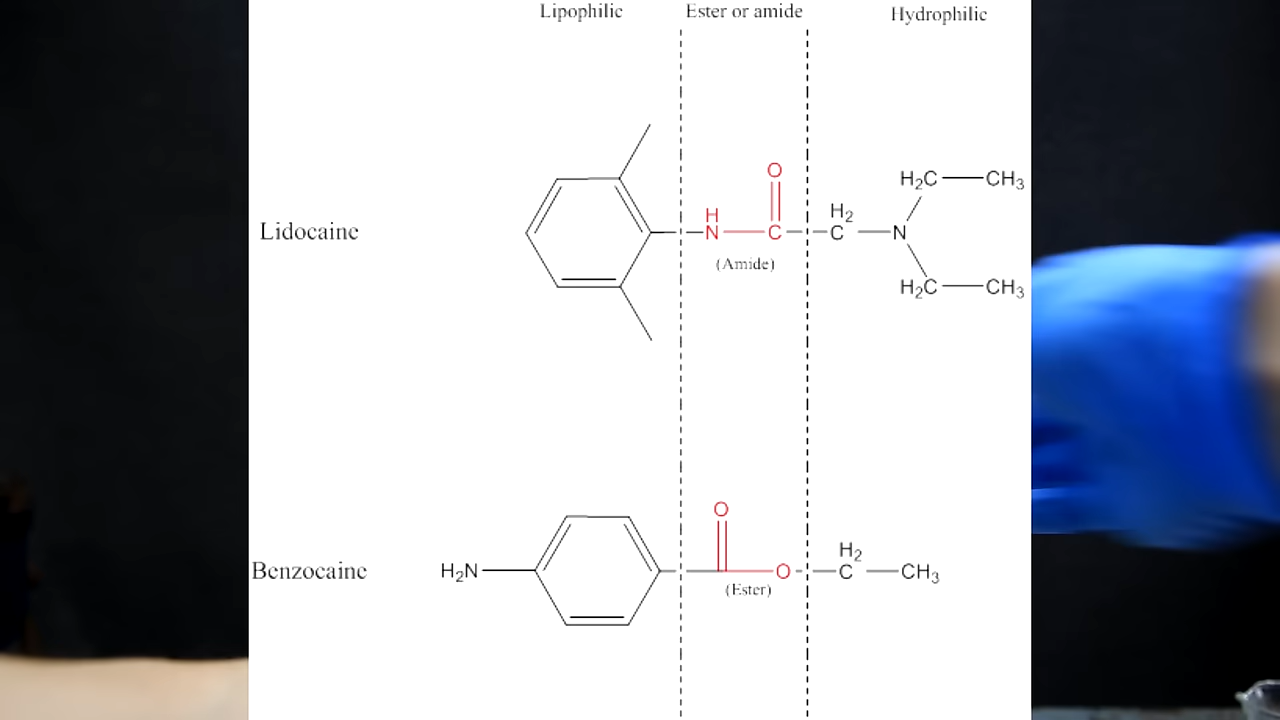 Lipophilic Ester or amide Hydrophilic
O
H₂C CH₃
H H₂
Lidocaine N C C N
(Amide)
H₂C CH₃
O
H₂
Benzocaine H₂N O C CH₃
(Ester)